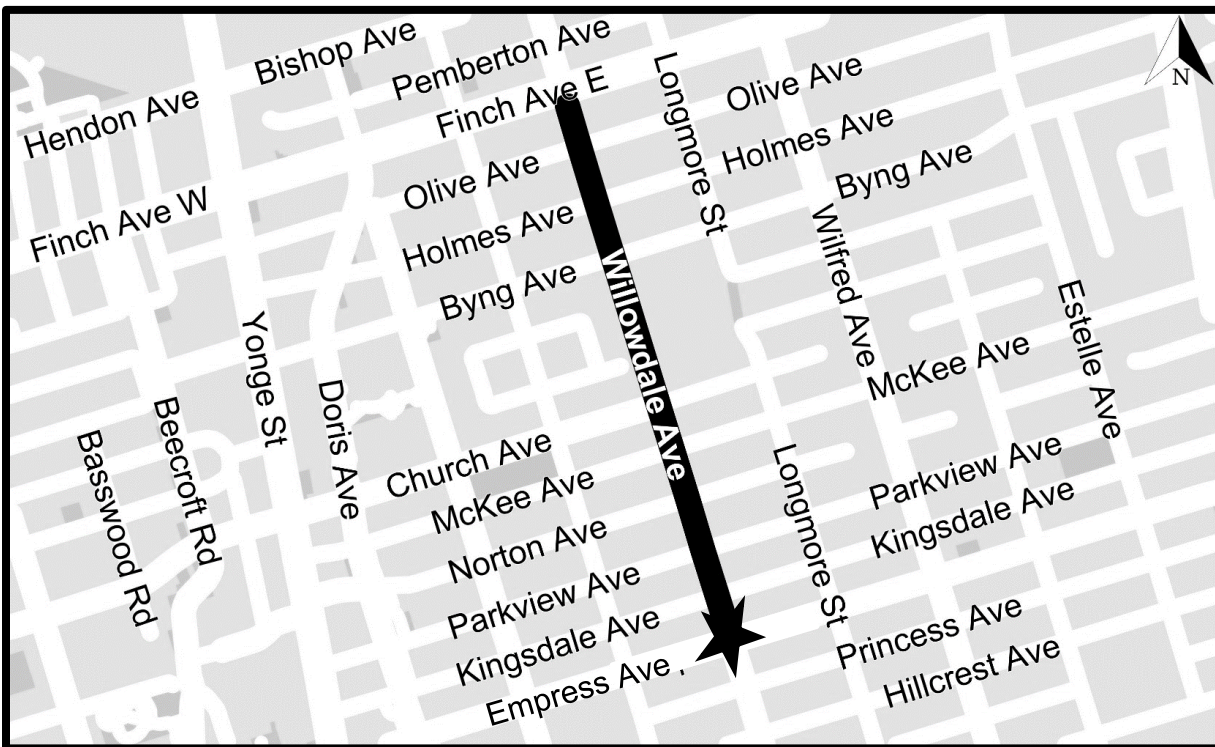 Bishop Ave
Pemberton Ave
Hendon Ave
Finch Ave E
Longmore St
Olive Ave
N
Holmes Ave
Olive Ave
Byng Ave
Finch Ave W
Holmes Ave
Wilfred Ave
Byng Ave
Willowdale Ave
Estelle Ave
Yonge St
McKee Ave
Doris Ave
Beecroft Rd
Basswood Rd
Church Ave
Longmore St
Parkview Ave
McKee Ave
Kingsdale Ave
Norton Ave
Parkview Ave
Kingsdale Ave
Princess Ave
Empress Ave
Hillcrest Ave